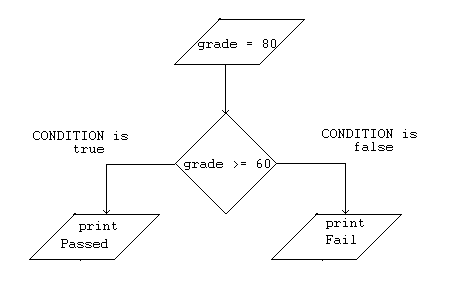 grade = 80
CONDITION is
true
CONDITION is
false
grade >= 60
print
Passed
print
Fail